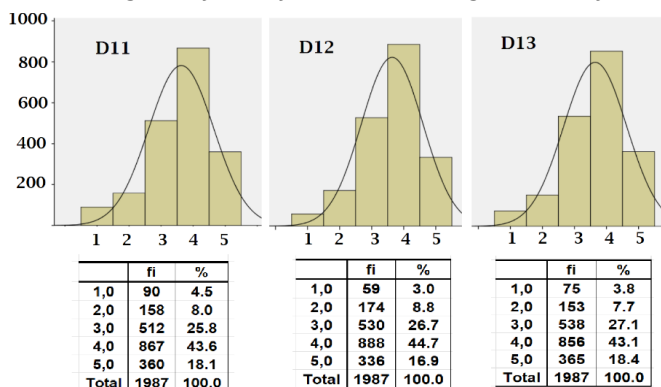 1000
800
600
400
200
D11
1 2 3 4 5
D12
1 2 3 4 5
D13
1 2 3 4 5
fi %
1,0 90 4.5
2,0 158 8.0
3,0 512 25.8
4,0 867 43.6
5,0 360 18.1
Total 1987 100.0
fi %
1,0 59 3.0
2,0 174 8.8
3,0 530 26.7
4,0 888 44.7
5,0 336 16.9
Total 1987 100.0
fi %
1,0 75 3.8
2,0 153 7.7
3,0 538 27.1
4,0 856 43.1
5,0 365 18.4
Total 1987 100.0